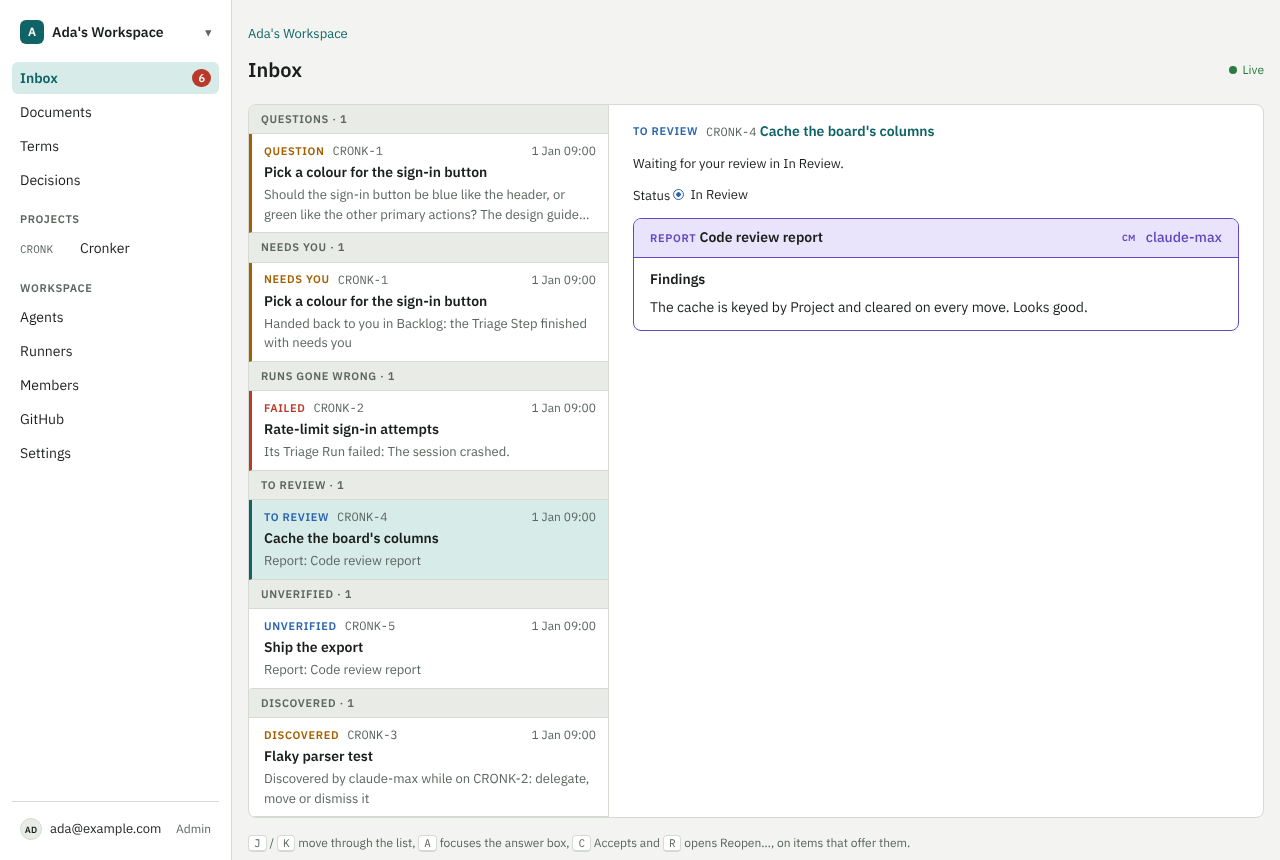 A Ada's Workspace ▾
Inbox 6
Documents
Terms
Decisions
PROJECTS
CRONK Cronker
WORKSPACE
Agents
Runners
Members
GitHub
Settings
AD ada@example.com Admin
Ada's Workspace
Inbox
Live
QUESTIONS · 1
QUESTION CRONK-1 1 Jan 09:00
Pick a colour for the sign-in button
Should the sign-in button be blue like the header, or
green like the other primary actions? The design guide…
NEEDS YOU · 1
NEEDS YOU CRONK-1 1 Jan 09:00
Pick a colour for the sign-in button
Handed back to you in Backlog: the Triage Step finished
with needs you
RUNS GONE WRONG · 1
FAILED CRONK-2 1 Jan 09:00
Rate-limit sign-in attempts
Its Triage Run failed: The session crashed.
TO REVIEW · 1
TO REVIEW CRONK-4 1 Jan 09:00
Cache the board's columns
Report: Code review report
UNVERIFIED · 1
UNVERIFIED CRONK-5 1 Jan 09:00
Ship the export
Report: Code review report
DISCOVERED · 1
DISCOVERED CRONK-3 1 Jan 09:00
Flaky parser test
Discovered by claude-max while on CRONK-2: delegate,
move or dismiss it
TO REVIEW CRONK-4 Cache the board's columns
Waiting for your review in In Review.
Status In Review
REPORT Code review report CM claude-max
Findings
The cache is keyed by Project and cleared on every move. Looks good.
J / K move through the list, A focuses the answer box, C Accepts and R opens Reopen…, on items that offer them.